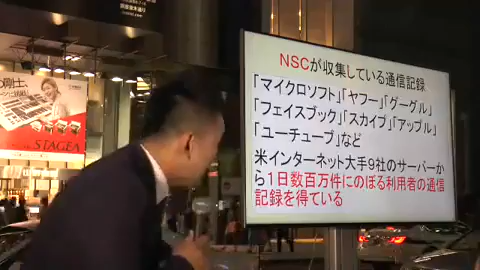 NSCが収集している通信記録
「マイクロソフト」「ヤフー」「グーグル」
「フェイスブック」「スカイプ」「アップル」
「ユーチューブ」など
米インターネット大手9社のサーバーか
ら1日数百万件にのぼる利用者の通信
記録を得ている
STAGEA